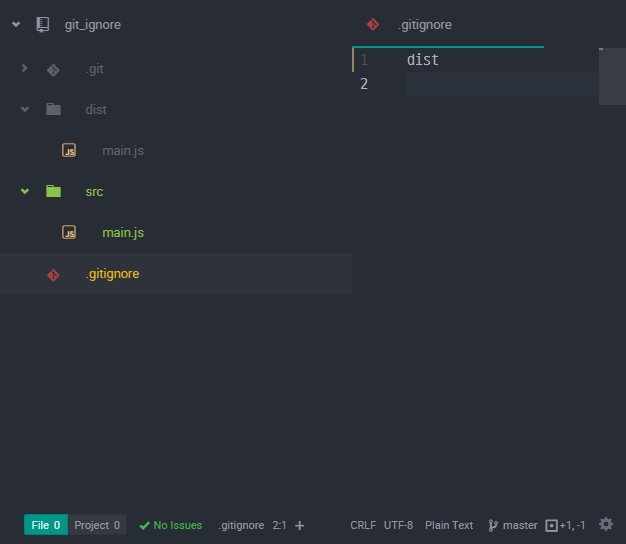 git_ignore
.git
dist
JS main.js
src
JS main.js
.gitignore
.gitignore
1 dist
2
File 0 Project 0 No Issues .gitignore 2:1 + CRLF UTF-8 Plain Text master +1, -1